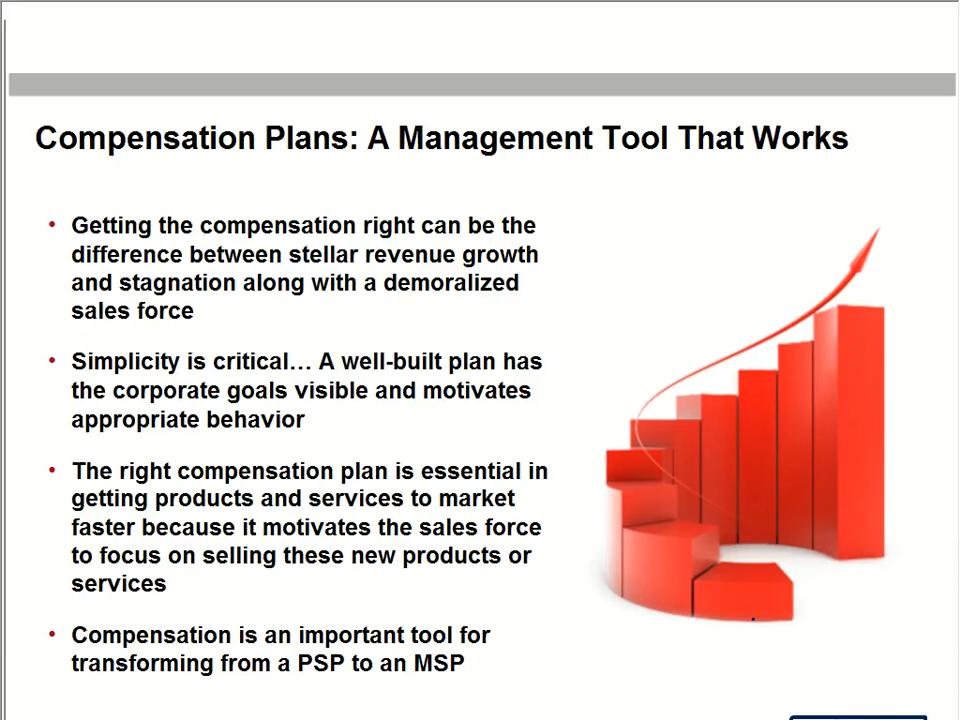 Compensation Plans: A Management Tool That Works
• Getting the compensation right can be the
difference between stellar revenue growth
and stagnation along with a demoralized
sales force
• Simplicity is critical… A well-built plan has
the corporate goals visible and motivates
appropriate behavior
• The right compensation plan is essential in
getting products and services to market
faster because it motivates the sales force
to focus on selling these new products or
services
• Compensation is an important tool for
transforming from a PSP to an MSP